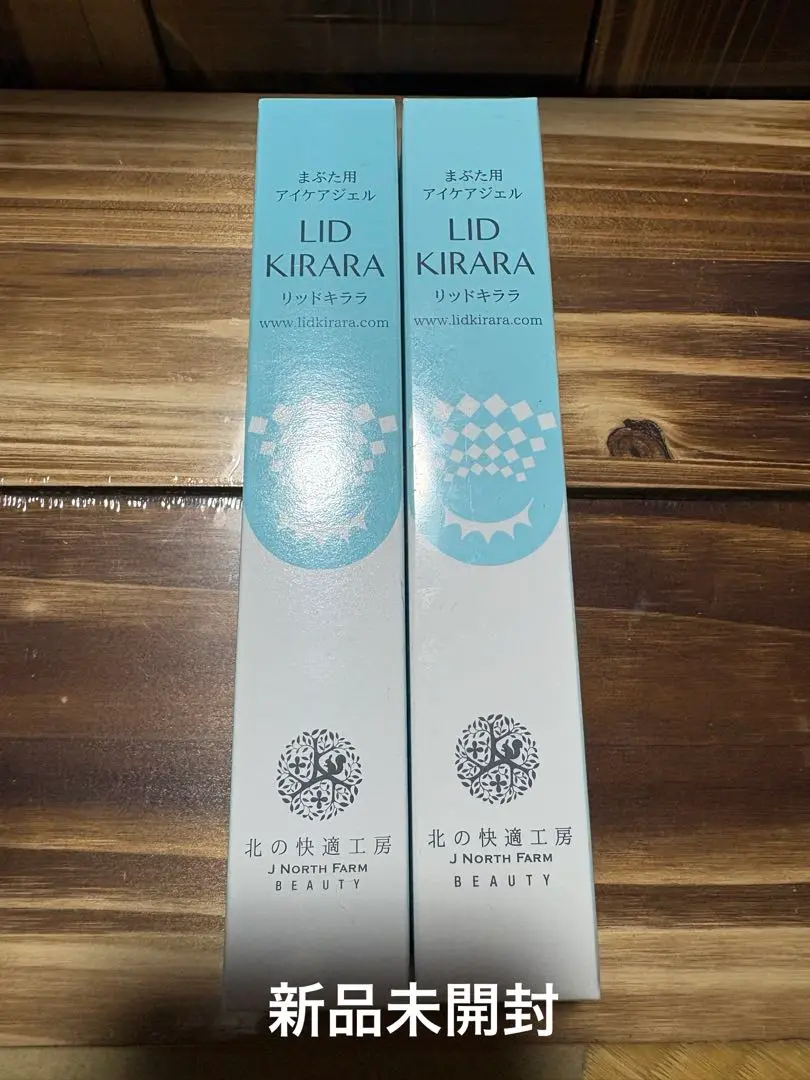 まぶた用
アイケアジェル
LID
KIRARA
リッドキララ
www.lidkirara.com
北の快適工房
J NORTH FARM
BEAUTY
まぶた用
アイケアジェル
LID
KIRARA
リッドキララ
www.lidkirara.com
北の快適工房
J NORTH FARM
BEAUTY
新品未開封